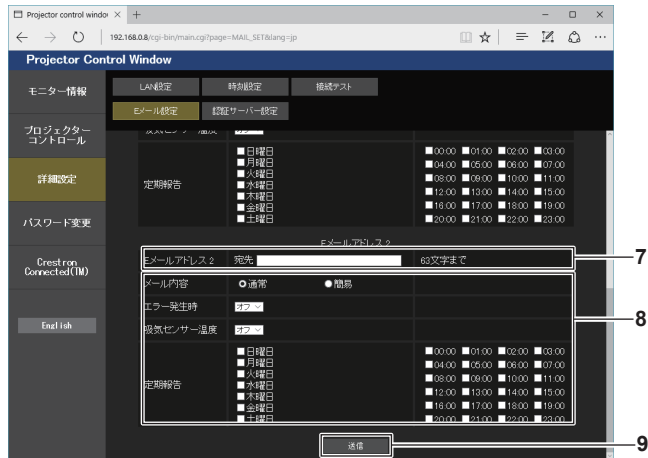 Projector control windo
192.168.0.8/cgi-bin/main.cgi?page=MAIL_SET&lang=jp
Projector Control Window
モニター情報
プロジェクター
コントロール
詳細設定
パスワード変更
Crestron
Connected(TM)
English
LAN設定 時刻設定 接続テスト
Eメール設定 認証サーバー設定
吸気センサー温度 オフ
定期報告
日曜日
月曜日
火曜日
水曜日
木曜日
金曜日
土曜日
00:00 01:00 02:00 03:00
04:00 05:00 06:00 07:00
08:00 09:00 10:00 11:00
12:00 13:00 14:00 15:00
16:00 17:00 18:00 19:00
20:00 21:00 22:00 23:00
Eメールアドレス 2
Eメールアドレス 2 宛先 63文字まで
7
メール内容 通常 簡易
エラー発生時 オフ
8
吸気センサー温度 オフ
定期報告
日曜日
月曜日
火曜日
水曜日
木曜日
金曜日
土曜日
00:00 01:00 02:00 03:00
04:00 05:00 06:00 07:00
08:00 09:00 10:00 11:00
12:00 13:00 14:00 15:00
16:00 17:00 18:00 19:00
20:00 21:00 22:00 23:00
送信
9